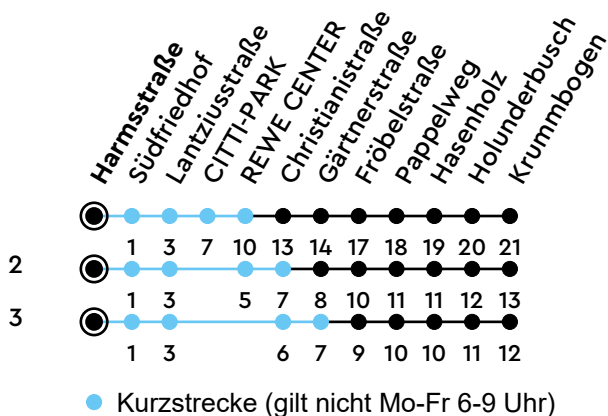 Harmsstraße
Südfriedhof
Lantziusstraße
CITTI-PARK
REWE CENTER
Christianistraße
Gärtnerstraße
Fröbelstraße
Pappelweg
Hasenholz
Holunderbusch
Krummbogen
1 3 7 10 13 14 17 18 19 20 21
2
1 3 5 7 8 10 11 11 12 13
3
1 3 6 7 9 10 10 11 12
Kurzstrecke (gilt nicht Mo-Fr 6-9 Uhr)